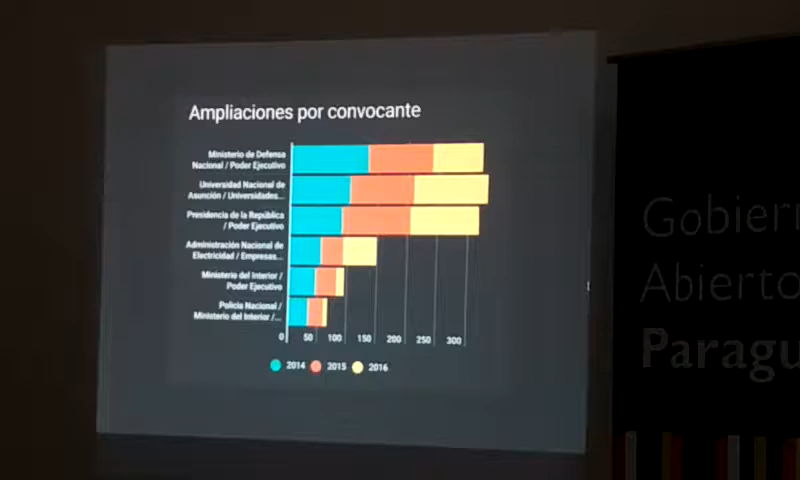 Ampliaciones por convocante
Ministerio de Defensa
Nacional / Poder Ejecutivo
Universidad Nacional de
Asunción / Universidades...
Presidencia de la República
/ Poder Ejecutivo
Administración Nacional de
Electricidad / Empresas...
Ministerio del Interior /
Poder Ejecutivo
Policía Nacional /
Ministerio del Interior /...
0 50 100 150 200 250 300
2014 2015 2016
Gobier
Abierto
Paragu